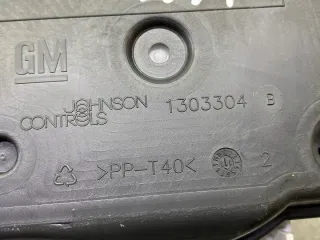 GM
JOHNSON
CONTROLS
1303304 B
>PP-T40<
2